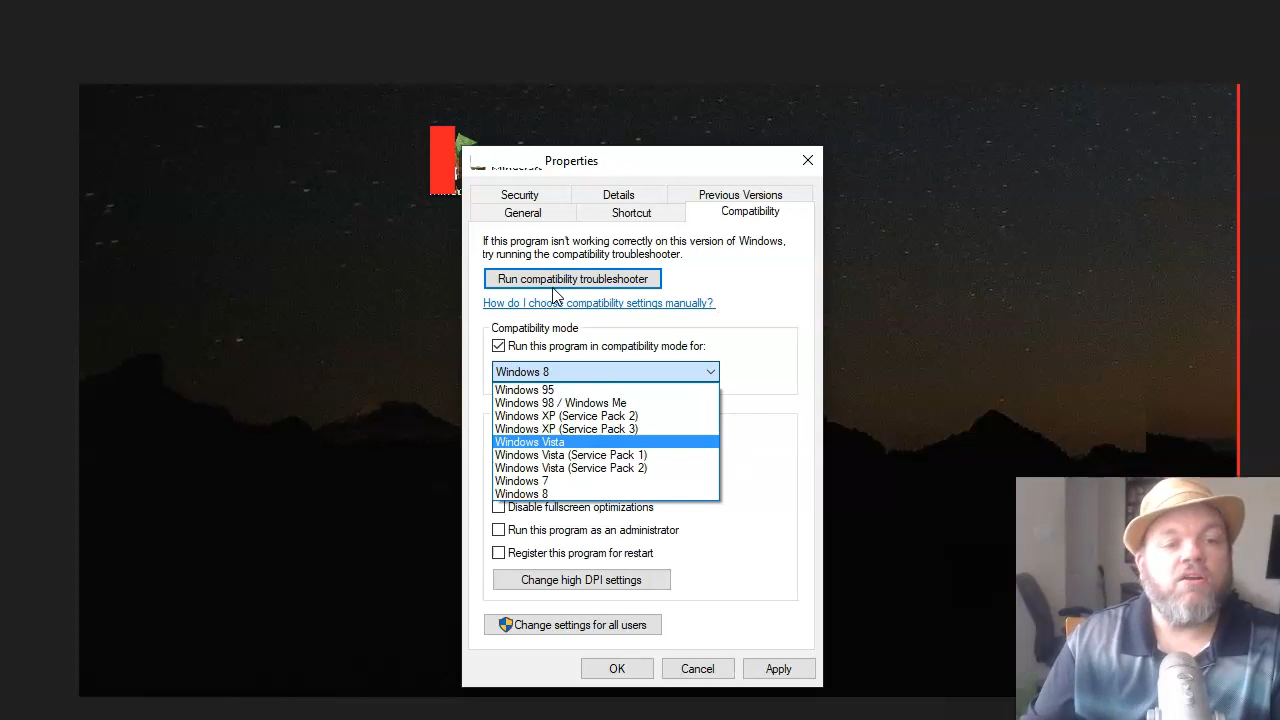 Properties
Security
Details
Previous Versions
General
Shortcut
Compatibility
If this program isn't working correctly on this version of Windows,
try running the compatibility troubleshooter.
Run compatibility troubleshooter
How do I choose compatibility settings manually?
Compatibility mode
Run this program in compatibility mode for:
Windows 8
Windows 95
Windows 98 / Windows Me
Windows XP (Service Pack 2)
Windows XP (Service Pack 3)
Windows Vista
Windows Vista (Service Pack 1)
Windows Vista (Service Pack 2)
Windows 7
Windows 8
Disable fullscreen optimizations
Run this program as an administrator
Register this program for restart
Change high DPI settings
Change settings for all users
OK
Cancel
Apply